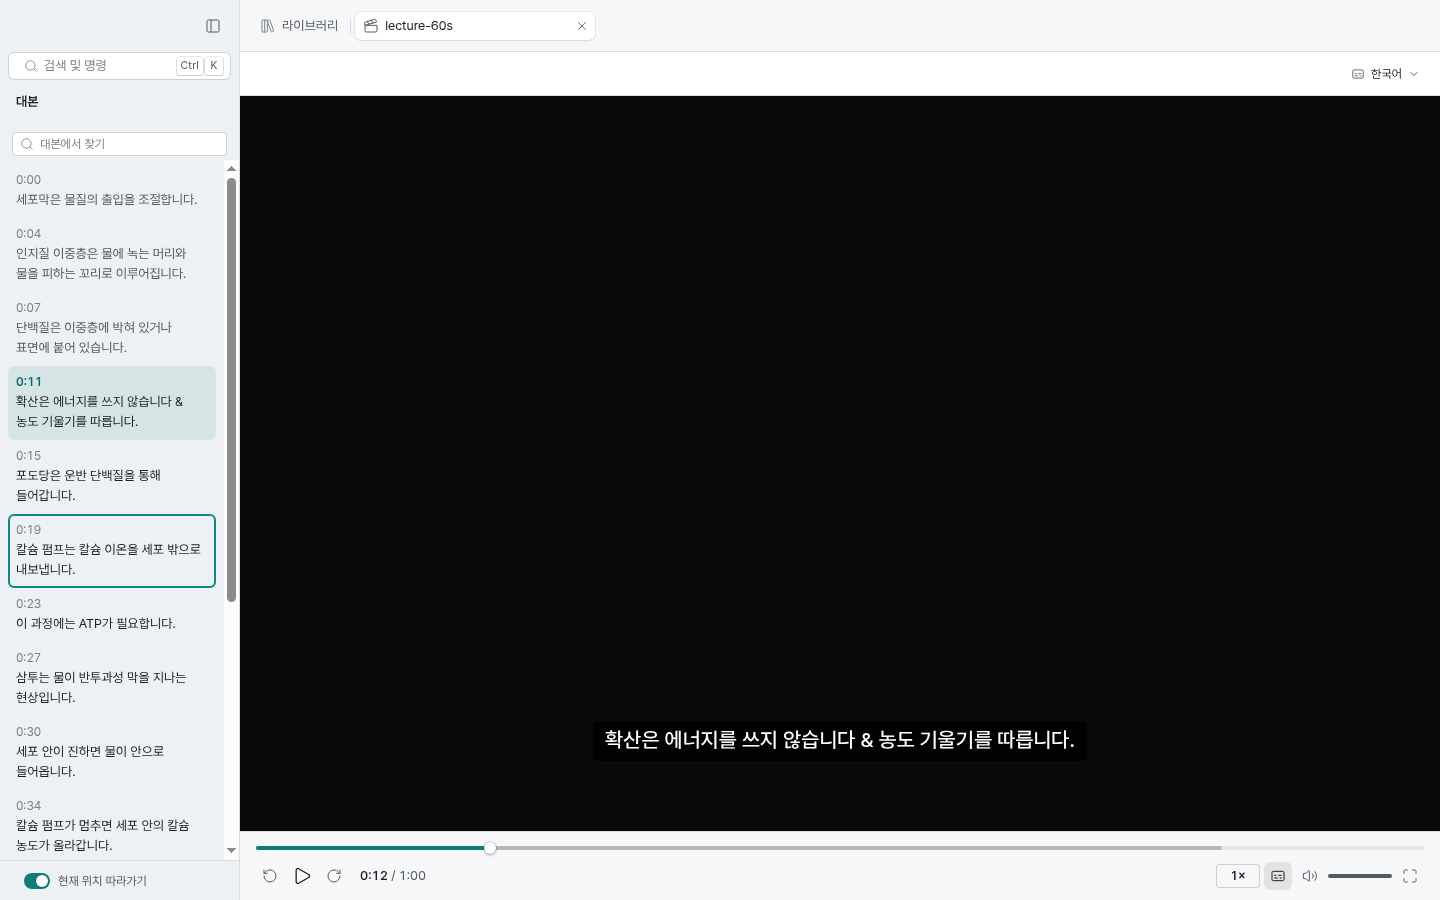 라이브러리
lecture-60s
검색 및 명령
Ctrl K
대본
한국어
대본에서 찾기
0:00
세포막은 물질의 출입을 조절합니다.
0:04
인지질 이중층은 물에 녹는 머리와
물을 피하는 꼬리로 이루어집니다.
0:07
단백질은 이중층에 박혀 있거나
표면에 붙어 있습니다.
0:11
확산은 에너지를 쓰지 않습니다 &
농도 기울기를 따릅니다.
0:15
포도당은 운반 단백질을 통해
들어갑니다.
0:19
칼슘 펌프는 칼슘 이온을 세포 밖으로
내보냅니다.
0:23
이 과정에는 ATP가 필요합니다.
0:27
삼투는 물이 반투과성 막을 지나는
현상입니다.
0:30
세포 안이 진하면 물이 안으로
들어옵니다.
0:34
칼슘 펌프가 멈추면 세포 안의 칼슘
농도가 올라갑니다.
현재 위치 따라가기
확산은 에너지를 쓰지 않습니다 & 농도 기울기를 따릅니다.
0:12 / 1:00
1×